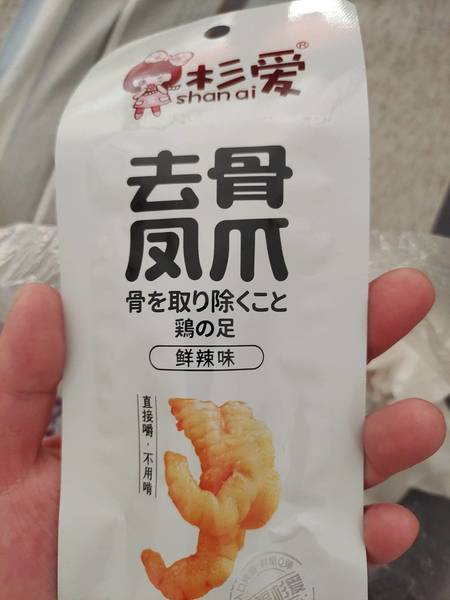 杉爱®
shan ai
去骨
凤爪
骨を取り除くこと
鶏の足
鲜辣味
直接嚼·不用啃